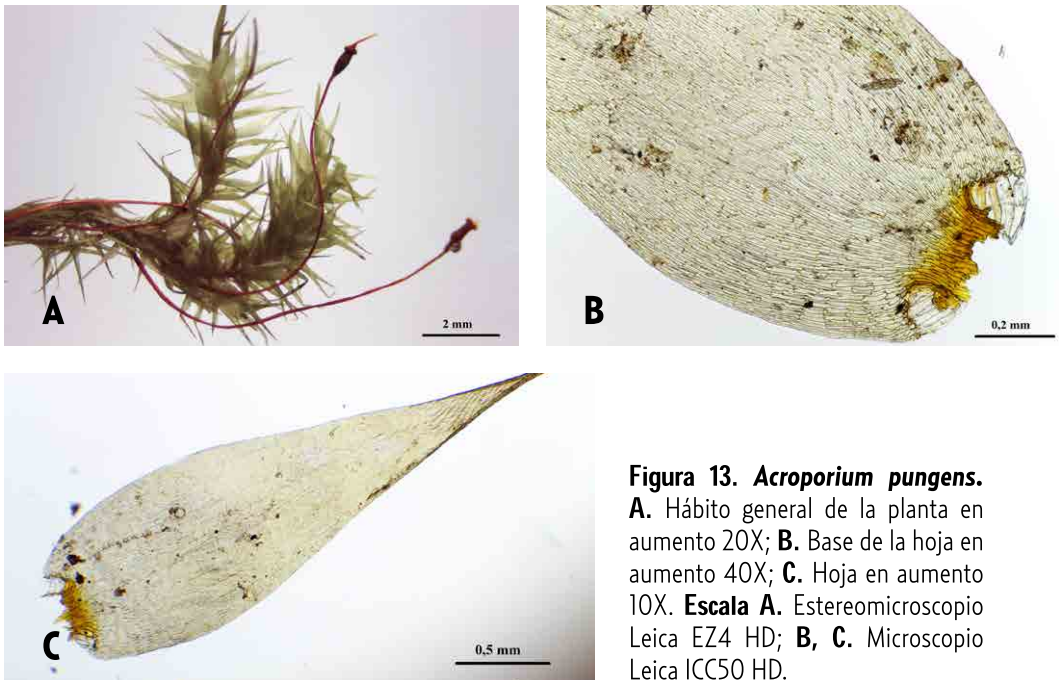 A
2 mm
B
0,2 mm
C
0,5 mm
Figura 13. Acroporium pungens.
A. Hábito general de la planta en
aumento 20X; B. Base de la hoja en
aumento 40X; C. Hoja en aumento
10X. Escala A. Estereomicroscopio
Leica EZ4 HD; B, C. Microscopio
Leica ICC50 HD.